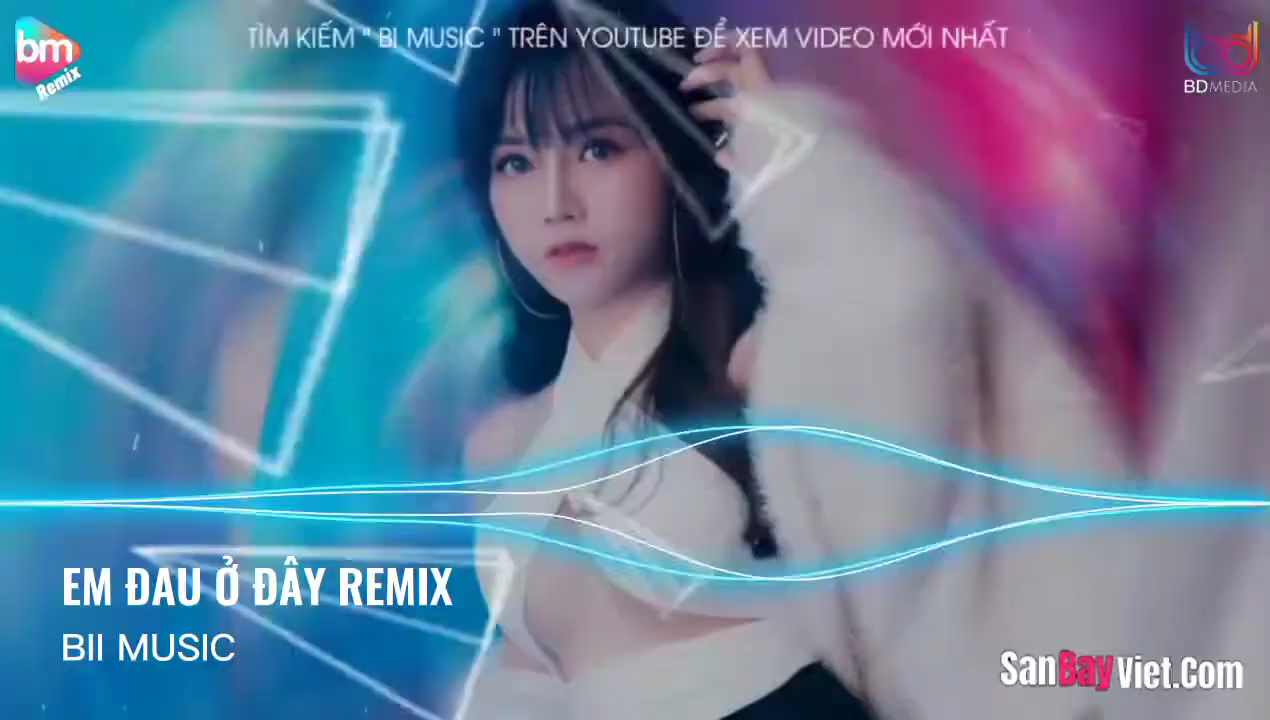 TÌM KIẾM " BI MUSIC " TRÊN YOUTUBE ĐỂ XEM VIDEO MỚI NHẤT
bm
Remix
BDMEDIA
EM ĐAU Ở ĐÂY REMIX
BII MUSIC
SanBayViet.Com